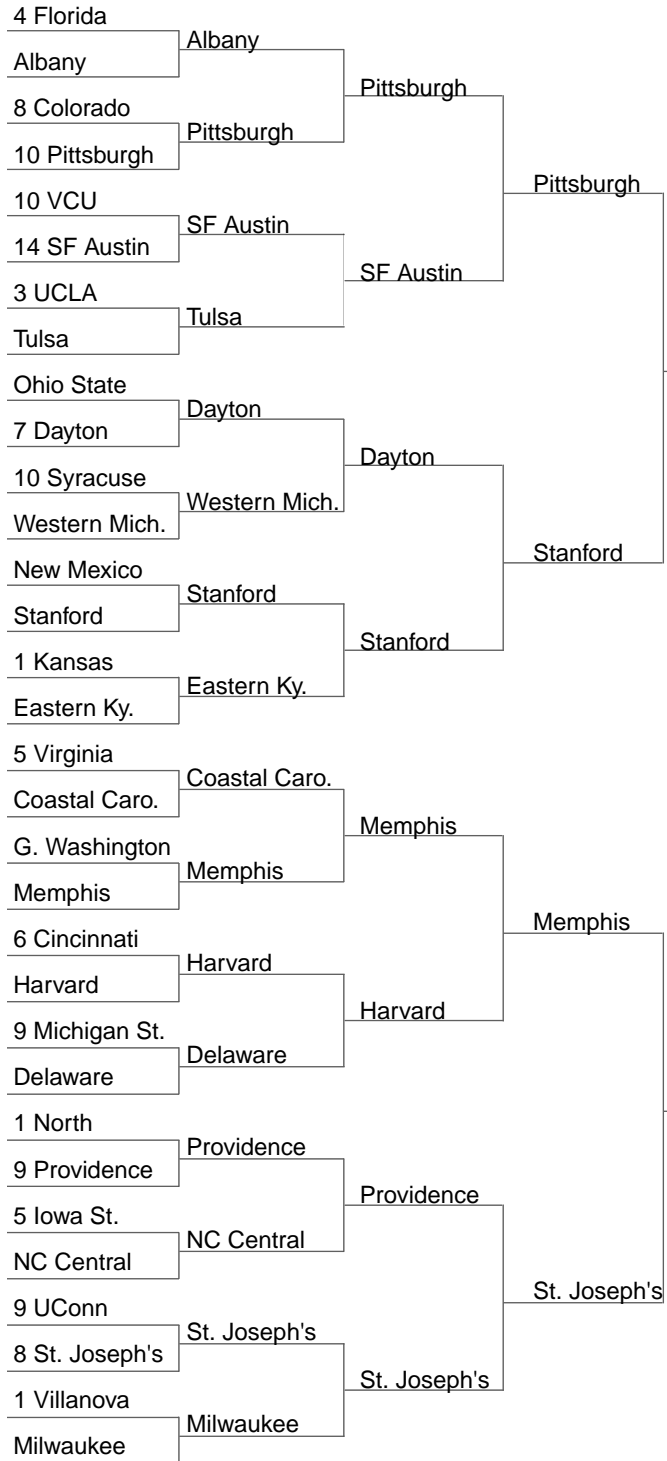 4 Florida
Albany
8 Colorado
10 Pittsburgh
10 VCU
14 SF Austin
3 UCLA
Tulsa
Ohio State
7 Dayton
10 Syracuse
Western Mich.
New Mexico
Stanford
1 Kansas
Eastern Ky.
5 Virginia
Coastal Caro.
G. Washington
Memphis
6 Cincinnati
Harvard
9 Michigan St.
Delaware
1 North
9 Providence
5 Iowa St.
NC Central
9 UConn
8 St. Joseph's
1 Villanova
Milwaukee
Albany
Pittsburgh
SF Austin
Tulsa
Dayton
Western Mich.
Stanford
Eastern Ky.
Coastal Caro.
Memphis
Harvard
Delaware
Providence
NC Central
St. Joseph's
Milwaukee
Pittsburgh
SF Austin
Dayton
Stanford
Memphis
Harvard
Providence
St. Joseph's
Pittsburgh
Stanford
Memphis
St. Joseph's